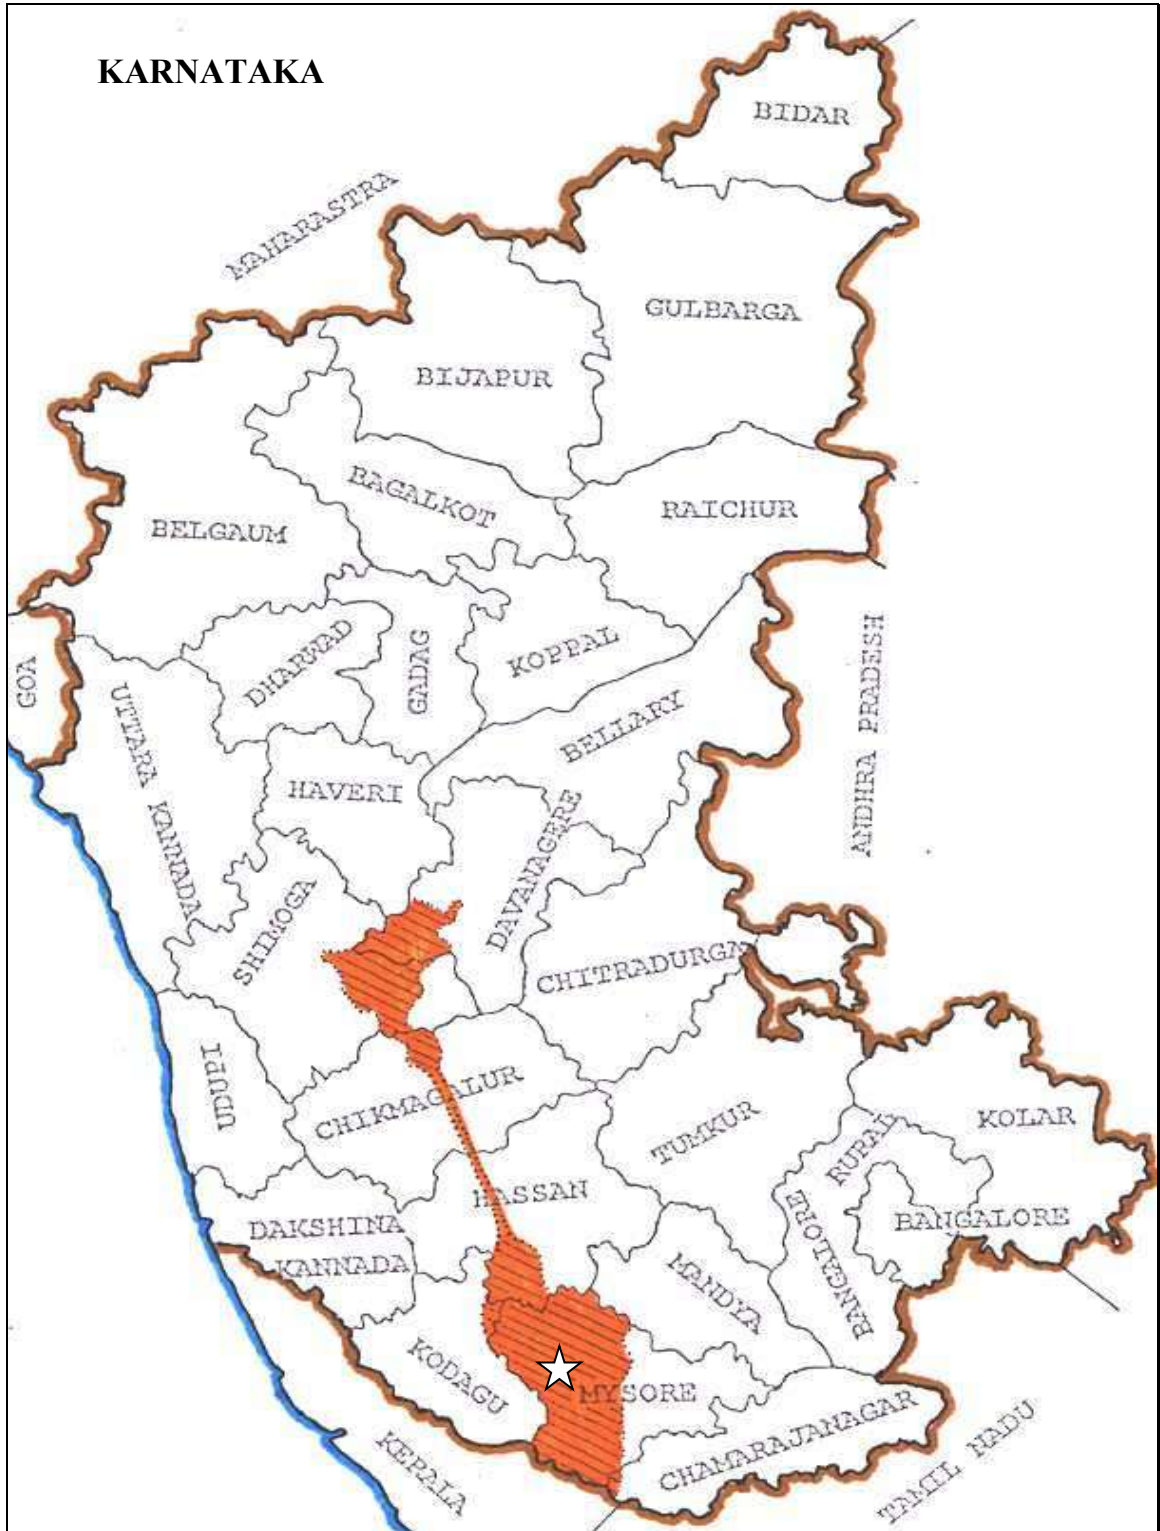 KARNATAKA
BIDAR
MAHARASTRA
GULBARGA
BIJAPUR
BAGALKOT
RAICHUR
BELGAUM
DHARWAD
GADAG
KOPPAL
GOA
UTTARA KANNADA
BELLARY
ANDHRA PRADESH
HAVERI
DAVANAGERE
SHIMOGA
CHITRADURGA
UDUPI
CHIKMAGALUR
TUMKUR
KOLAR
BANGALORE RURAL
HASSAN
BANGALORE
DAKSHINA
KANNADA
MANDYA
KODAGU
MYSORE
CHAMARAJANAGAR
KEPALA
TAMIL NADU